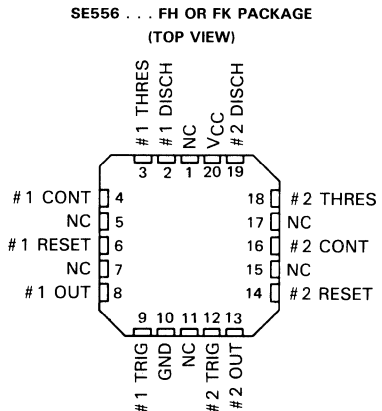 SE556 . . . FH OR FK PACKAGE
(TOP VIEW)
#1 THRES
#1 DISCH
NC
VCC
#2 DISCH
3 2 1 20 19
#1 CONT 4
NC 5
#1 RESET 6
NC 7
#1 OUT 8
18 #2 THRES
17 NC
16 #2 CONT
15 NC
14 #2 RESET
9 10 11 12 13
#1 TRIG
GND
NC
#2 TRIG
#2 OUT